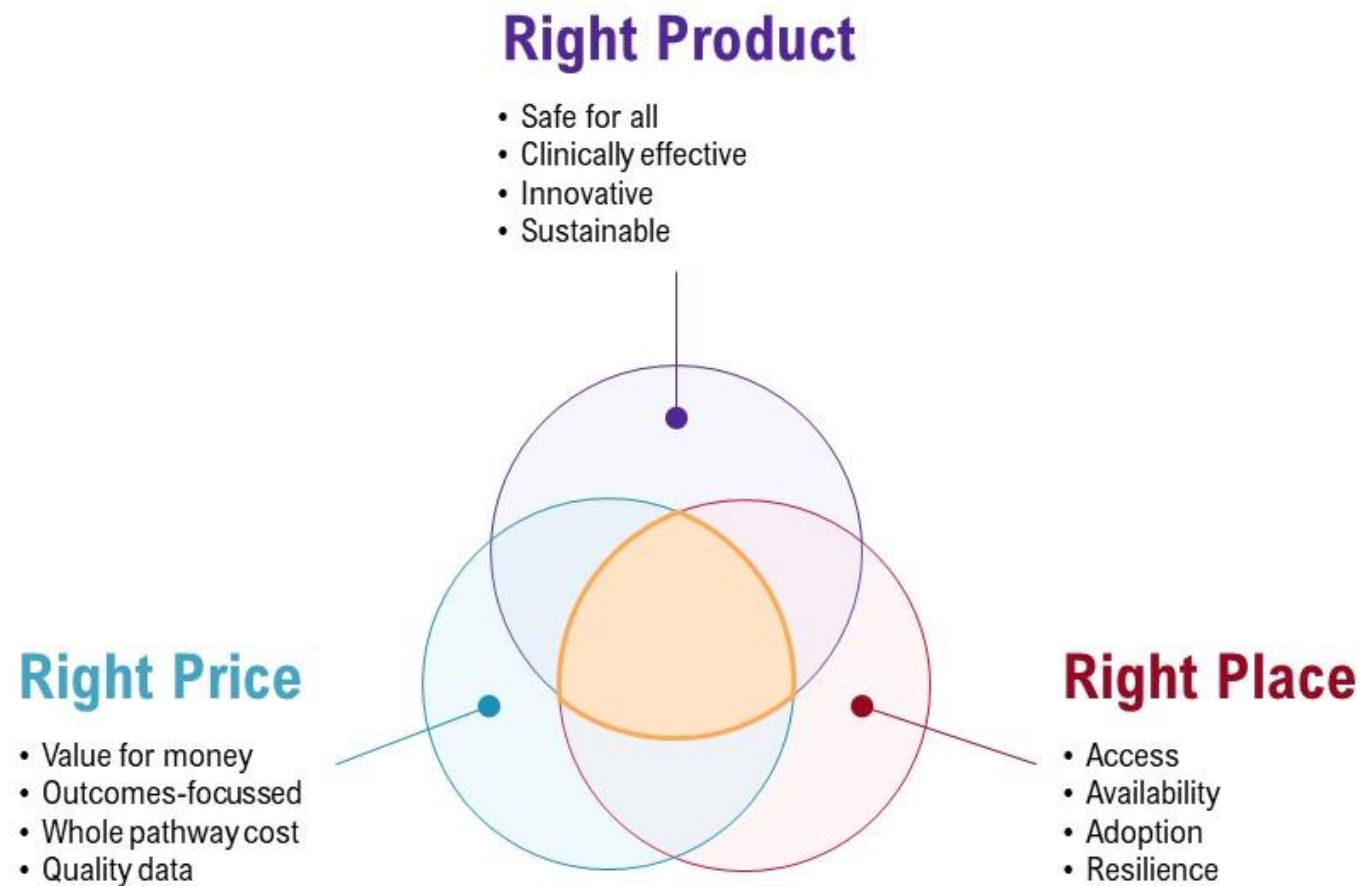 Right Product
• Safe for all
• Clinically effective
• Innovative
• Sustainable
Right Price
• Value for money
• Outcomes-focussed
• Whole pathway cost
• Quality data
Right Place
• Access
• Availability
• Adoption
• Resilience